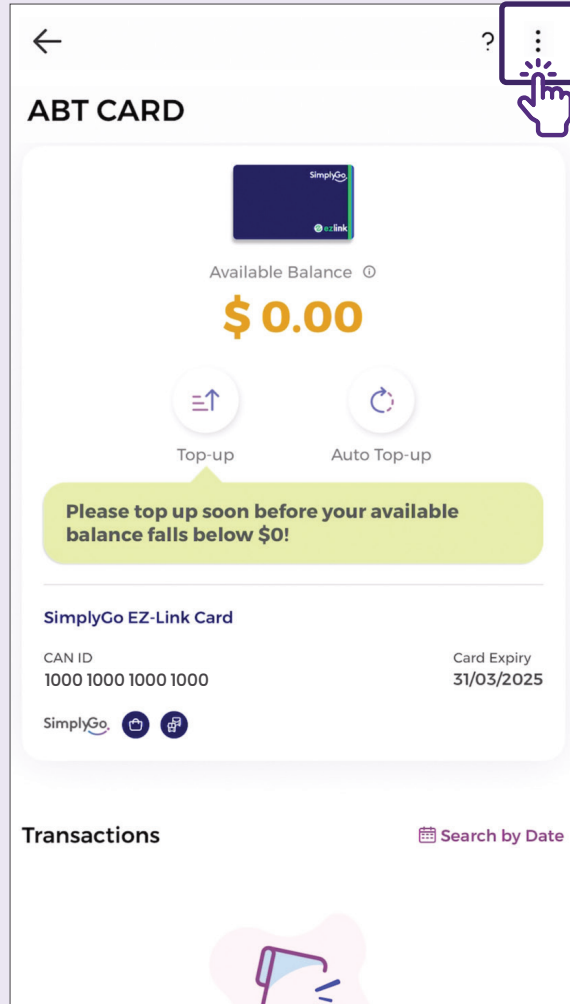 ?
ABT CARD
SimplyGo
ezlink
Available Balance
$ 0.00
Top-up
Auto Top-up
Please top up soon before your available
balance falls below $0!
SimplyGo EZ-Link Card
CAN ID
Card Expiry
1000 1000 1000 1000
31/03/2025
SimplyGo.
Transactions
Search by Date